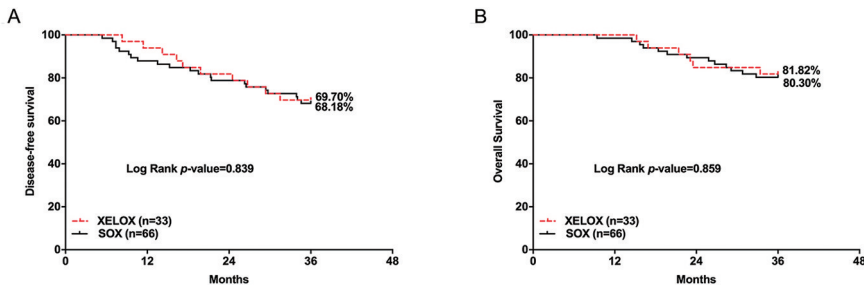 A
Disease-free survival
100
80
60
40
20
0
69.70%
68.18%
Log Rank p-value=0.839
XELOX (n=33)
SOX (n=66)
0 12 24 36 48
Months
B
Overall Survival
100
80
60
40
20
0
81.82%
80.30%
Log Rank p-value=0.859
XELOX (n=33)
SOX (n=66)
0 12 24 36 48
Months